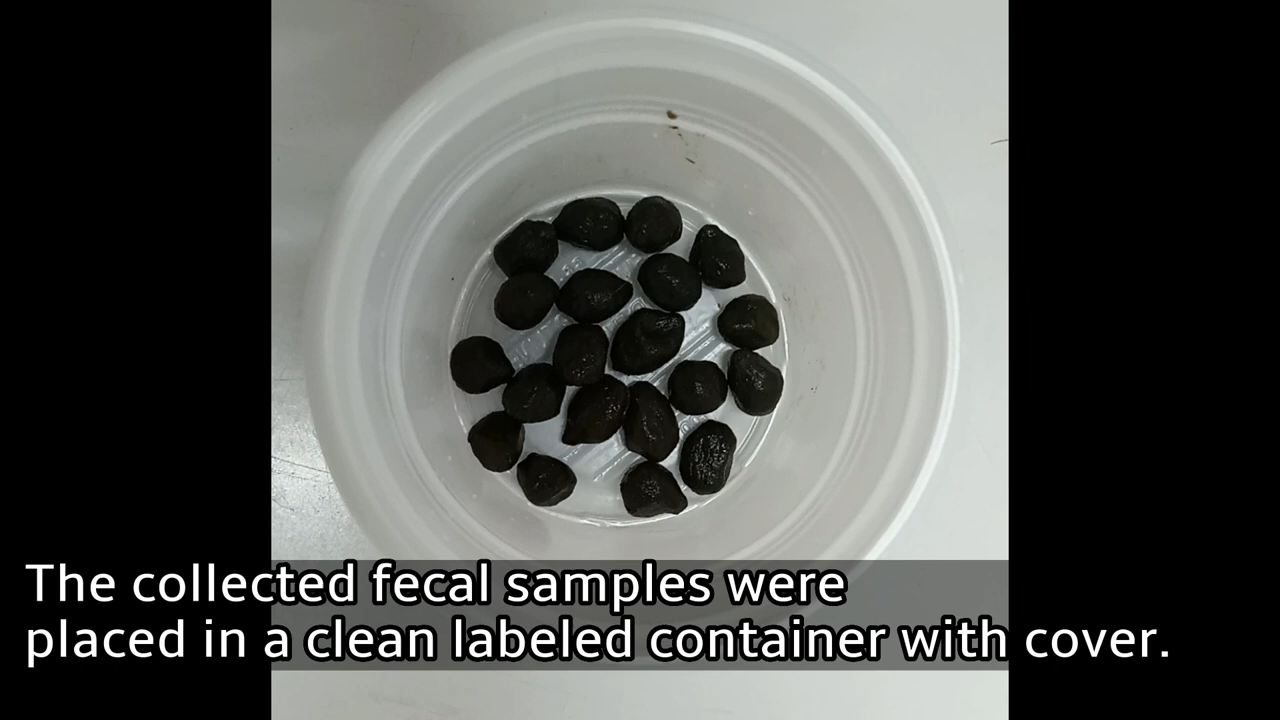 The collected fecal samples were
placed in a clean labeled container with cover.